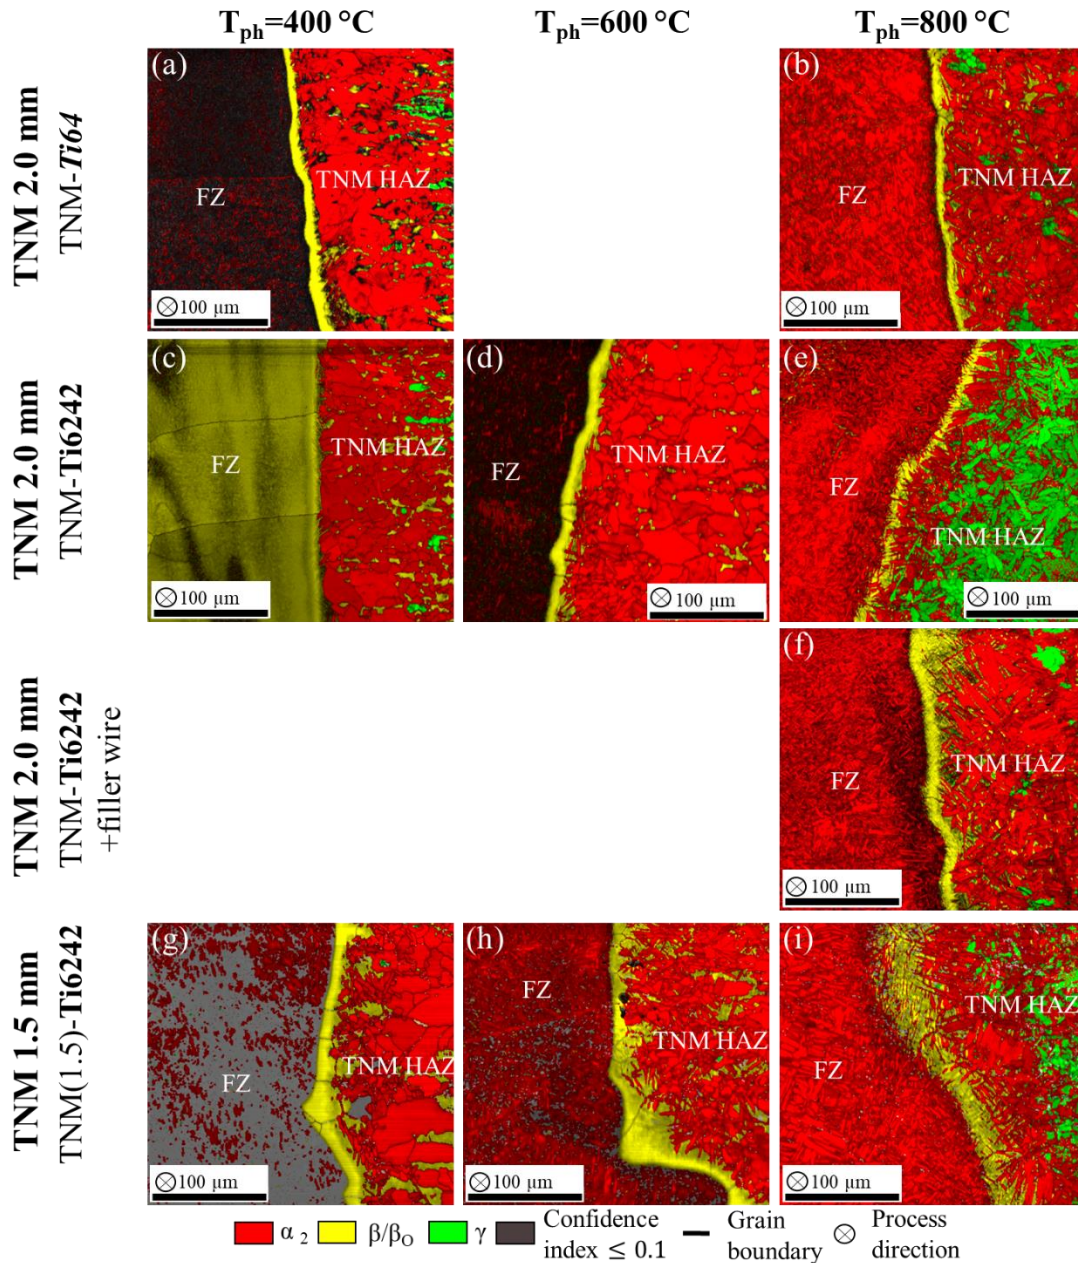 Tph=400 °C
Tph=600 °C
Tph=800 °C
TNM 2.0 mm
TNM-Ti64
(a)
FZ
TNM HAZ
100 µm
(b)
FZ
TNM HAZ
100 µm
TNM 2.0 mm
TNM-Ti6242
(c)
FZ
TNM HAZ
100 µm
(d)
FZ
TNM HAZ
100 µm
(e)
FZ
TNM HAZ
100 µm
TNM 2.0 mm
TNM-Ti6242
+filler wire
(f)
FZ
TNM HAZ
100 µm
TNM 1.5 mm
TNM(1.5)-Ti6242
(g)
FZ
TNM HAZ
100 µm
(h)
FZ
TNM HAZ
100 µm
(i)
FZ
TNM HAZ
100 µm
α2
β/βO
γ
Confidence
index ≤ 0.1
Grain
boundary
Process
direction